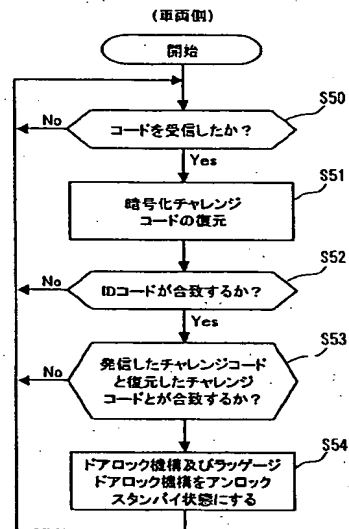 (車両側)
開始
S50
コードを受信したか？
No
Yes
S51
暗号化チャレンジ
コードの復元
S52
IDコードが合致するか？
No
Yes
S53
発信したチャレンジコード
と復元したチャレンジ
コードとが合致するか？
No
Yes
S54
ドアロック機構及びラッゲージ
ドアロック機構をアンロック
スタンバイ状態にする